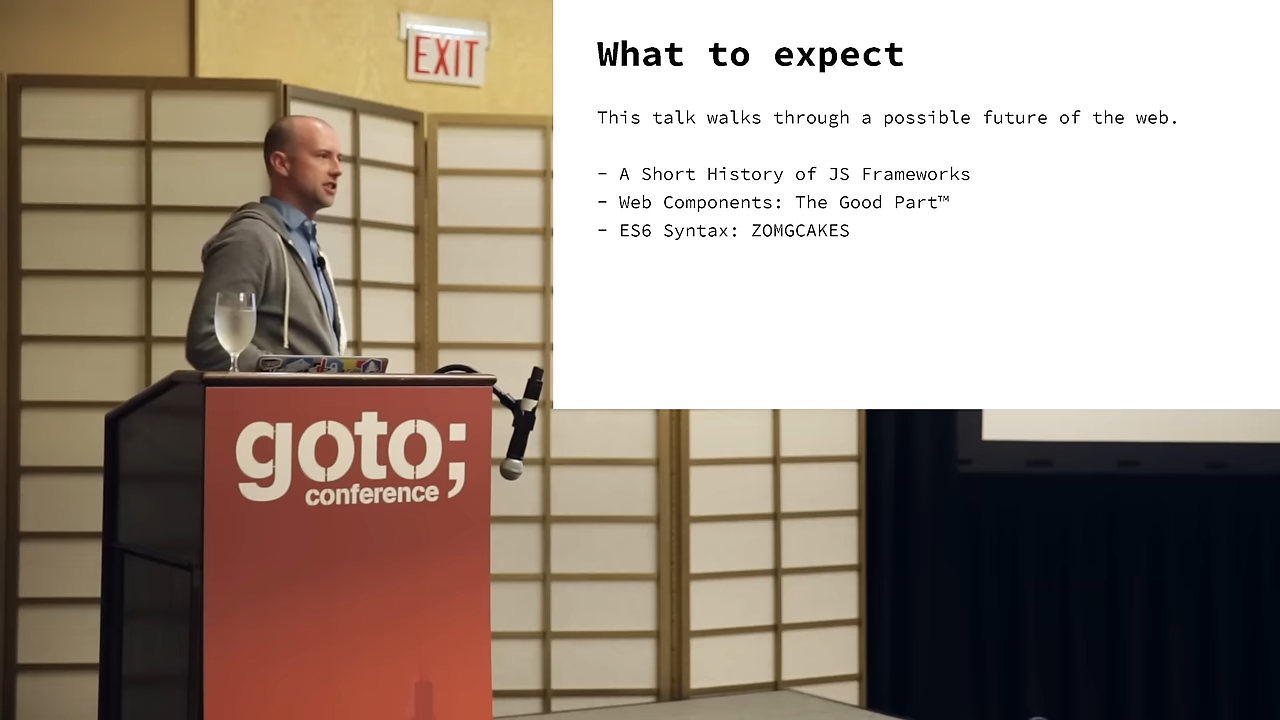 EXIT
What to expect
This talk walks through a possible future of the web.
- A Short History of JS Frameworks
- Web Components: The Good Part™
- ES6 Syntax: ZOMGCAKES
goto;
conference